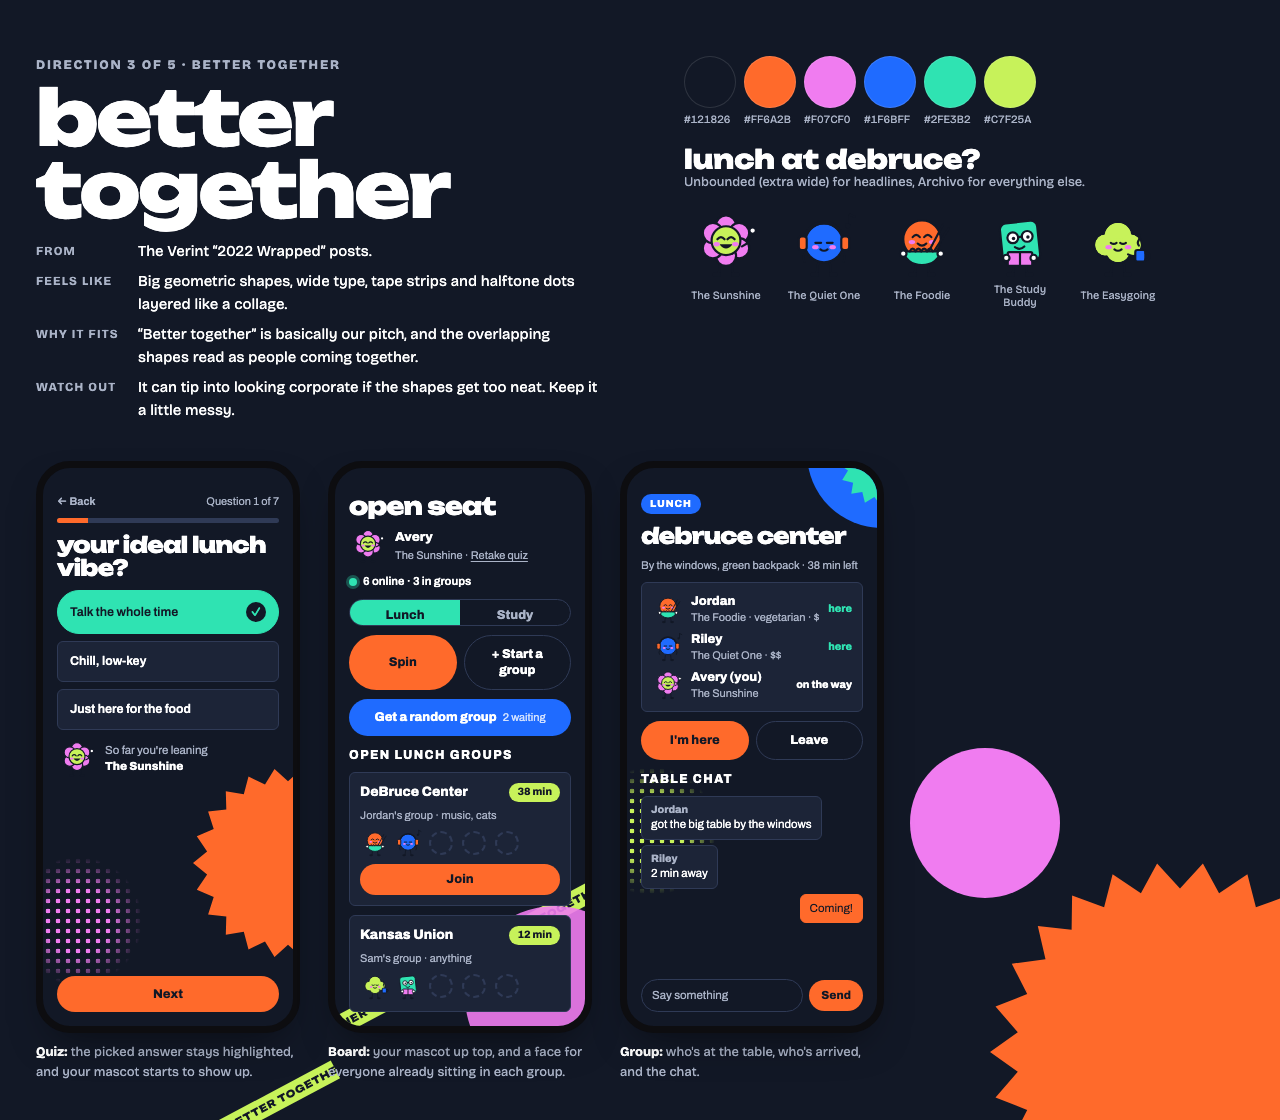 DIRECTION 3 OF 5 · BETTER TOGETHER
better
together
FROM
The Verint “2022 Wrapped” posts.
FEELS LIKE
Big geometric shapes, wide type, tape strips and halftone dots
layered like a collage.
WHY IT FITS
“Better together” is basically our pitch, and the overlapping
shapes read as people coming together.
WATCH OUT
It can tip into looking corporate if the shapes get too neat. Keep it
a little messy.
#121826 #FF6A2B #F07CF0 #1F6BFF #2FE3B2 #C7F25A
lunch at debruce?
Unbounded (extra wide) for headlines, Archivo for everything else.
The Sunshine
The Quiet One
The Foodie
The Study
Buddy
The Easygoing
← Back
Question 1 of 7
your ideal lunch
vibe?
Talk the whole time
Chill, low-key
Just here for the food
So far you're leaning
The Sunshine
Next
Quiz: the picked answer stays highlighted,
and your mascot starts to show up.
open seat
Avery
The Sunshine · Retake quiz
6 online · 3 in groups
Lunch
Study
Spin
+ Start a
group
Get a random group 2 waiting
OPEN LUNCH GROUPS
DeBruce Center
38 min
Jordan's group · music, cats
Join
Kansas Union
12 min
Sam's group · anything
Board: your mascot up top, and a face for
everyone already sitting in each group.
LUNCH
debruce center
By the windows, green backpack · 38 min left
Jordan
The Foodie · vegetarian · $
here
Riley
The Quiet One · $$
here
Avery (you)
The Sunshine
on the way
I'm here
Leave
TABLE CHAT
Jordan
got the big table by the windows
Riley
2 min away
Coming!
Say something
Send
Group: who's at the table, who's arrived,
and the chat.
ETTER TOGETH